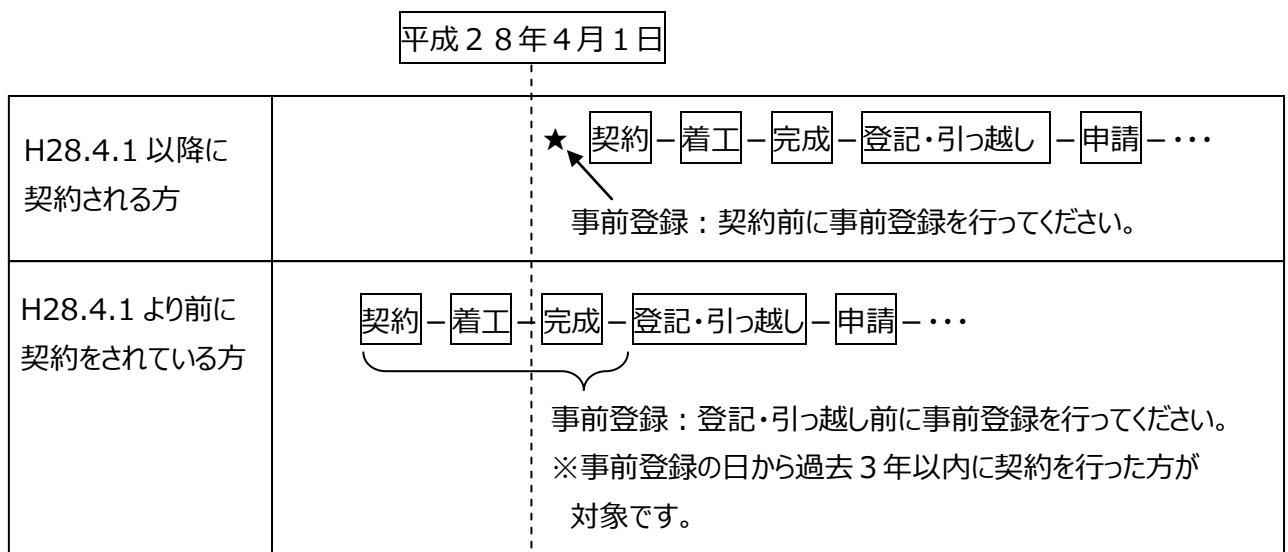 平成２８年４月１日
H28.4.1 以降に
契約される方
★ 契約－着工－完成－登記・引っ越し－申請－・・・
事前登録：契約前に事前登録を行ってください。
H28.4.1 より前に
契約をされている方
契約－着工－完成－登記・引っ越し－申請－・・・
事前登録：登記・引っ越し前に事前登録を行ってください。
※事前登録の日から過去３年以内に契約を行った方が
対象です。